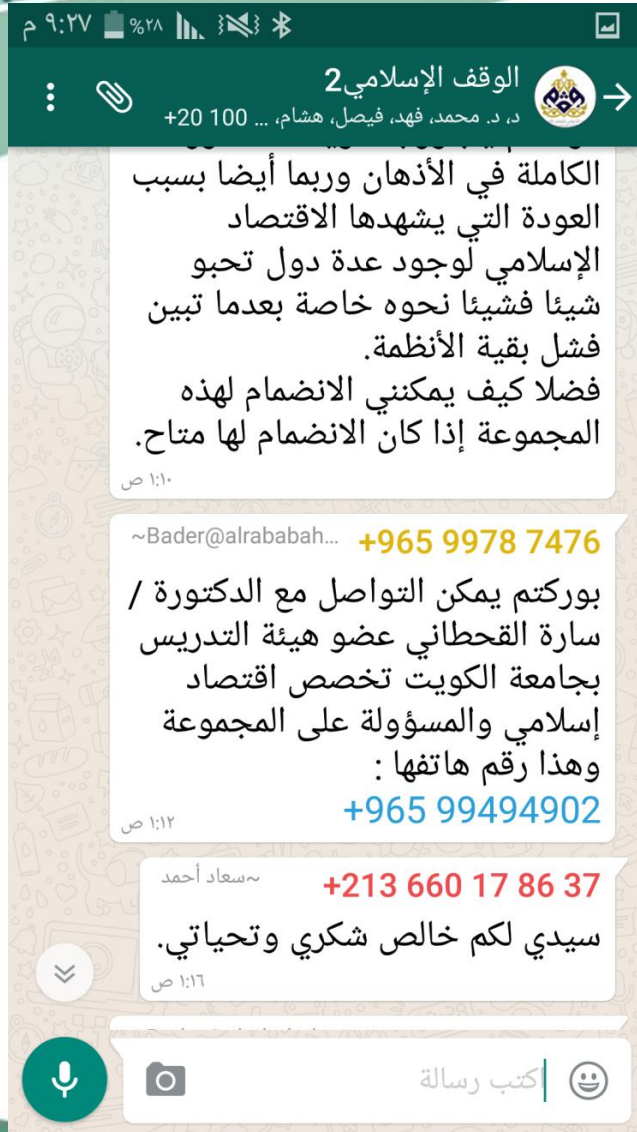 ٩:٢٧ م ٢٨%
الوقف الإسلامي2
د، د. محمد، فهد، فيصل، هشام، ... 100 20+
الكاملة في الأذهان وربما أيضا بسبب
العودة التي يشهدها الاقتصاد
الإسلامي لوجود عدة دول تحبو
شيئا فشيئا نحوه خاصة بعدما تبين
فشل بقية الأنظمة.
فضلا كيف يمكنني الانضمام لهذه
المجموعة إذا كان الانضمام لها متاح.
١:١٠ ص
+965 9978 7476 ~Bader@alrababah...
بوركتم يمكن التواصل مع الدكتورة /
سارة القحطاني عضو هيئة التدريس
بجامعة الكويت تخصص اقتصاد
إسلامي والمسؤولة على المجموعة
وهذا رقم هاتفها :
+965 99494902
١:١٢ ص
+213 660 17 86 37 ~سعاد أحمد
سيدي لكم خالص شكري وتحياتي.
١:١٦ ص
اكتب رسالة